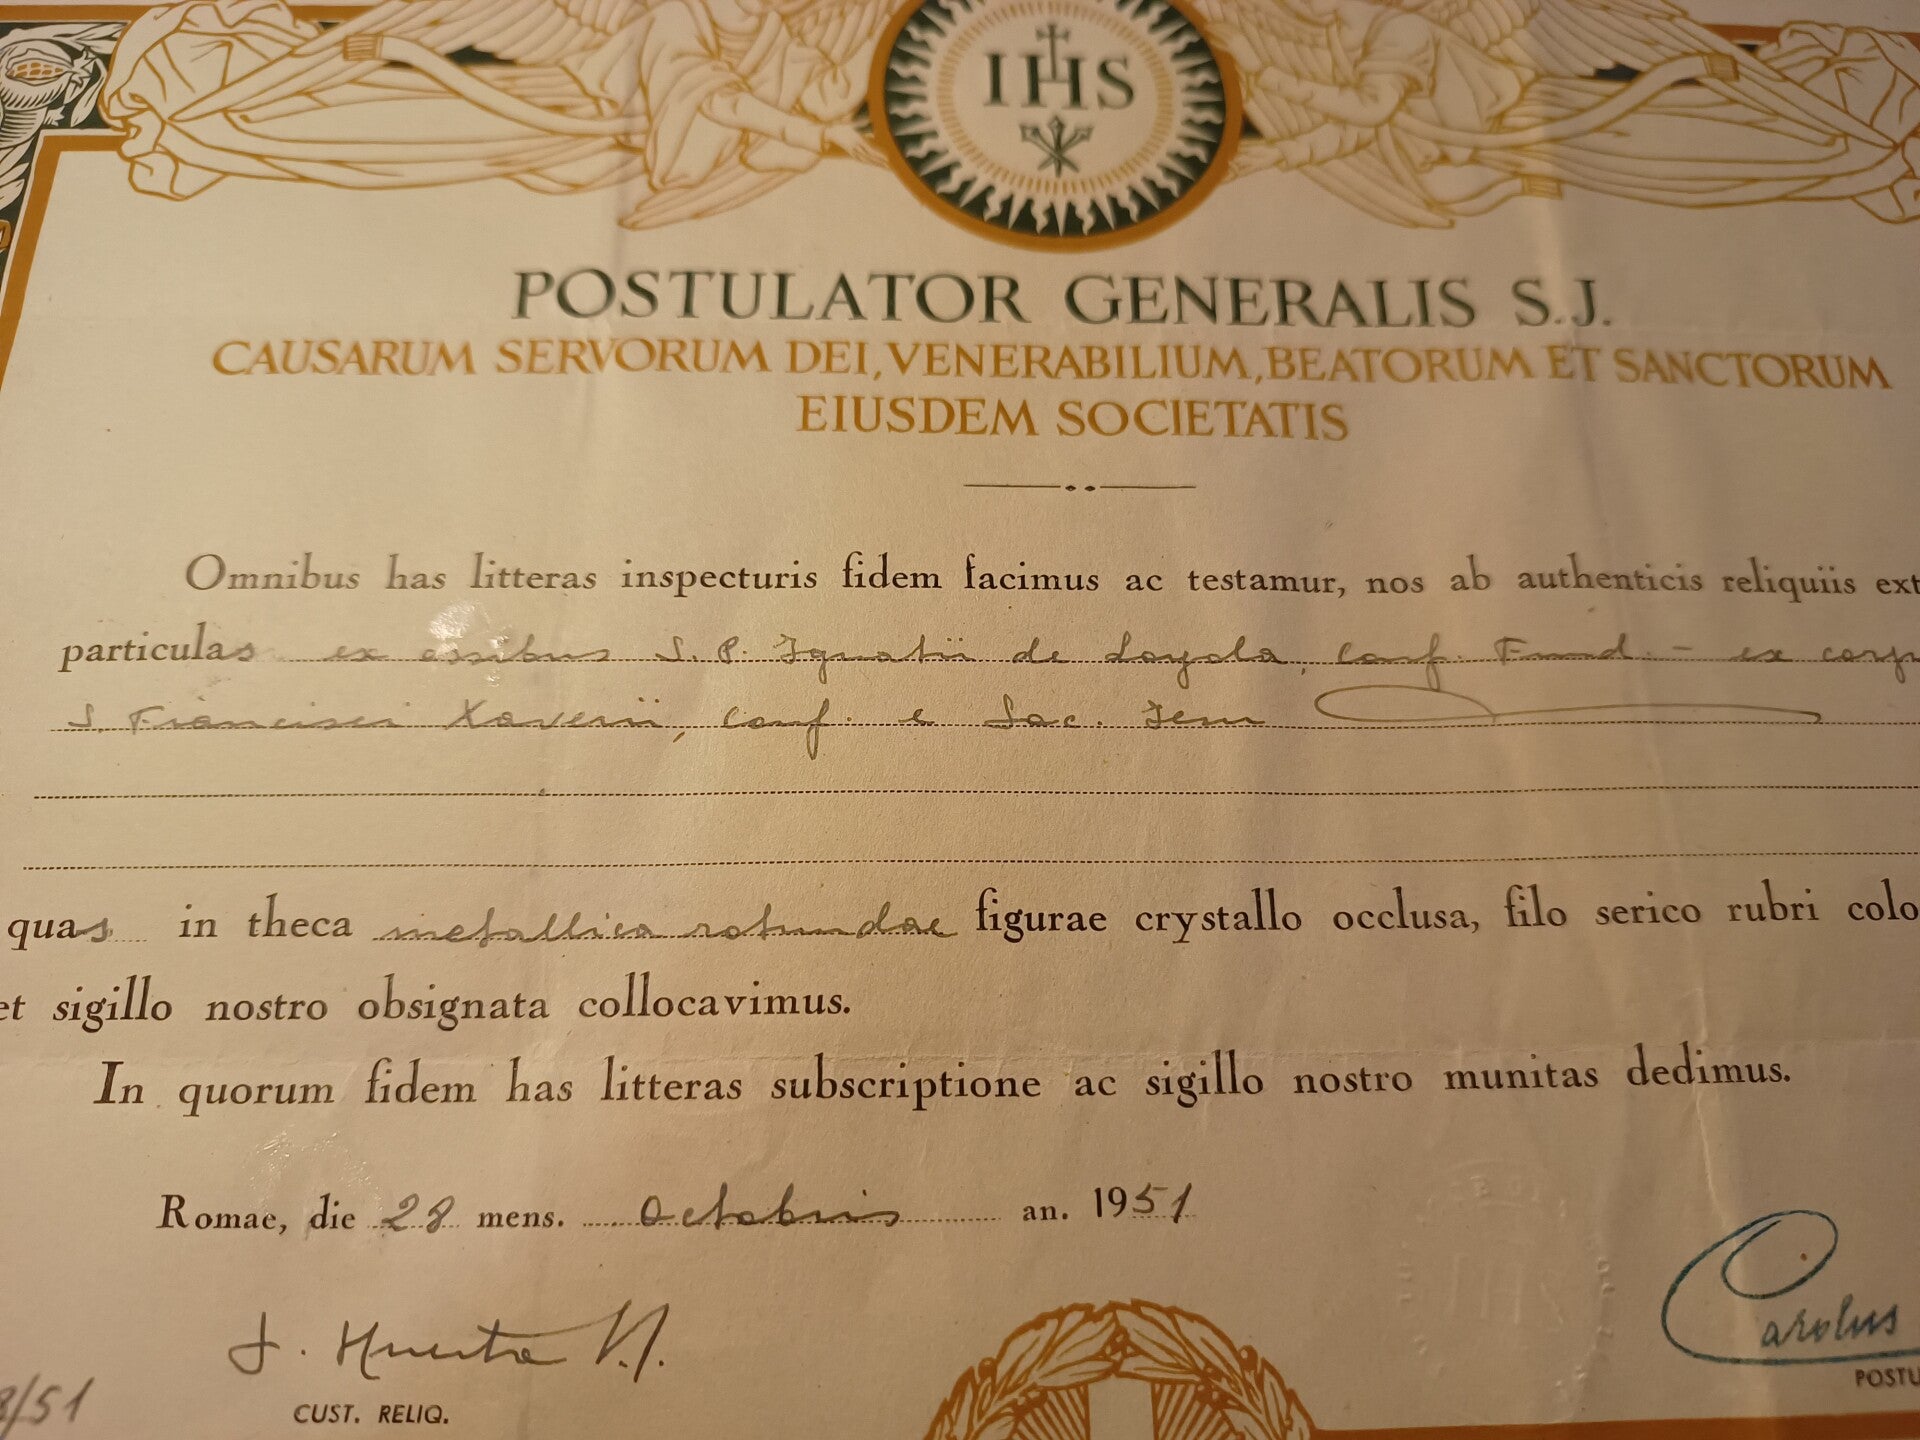 IHS
POSTULATOR GENERALIS S.J.
CAUSARUM SERVORUM DEI, VENERABILIUM, BEATORUM ET SANCTORUM
EIUSDEM SOCIETATIS
Omnibus has litteras inspecturis fidem facimus ac testamur, nos ab authenticis reliquiis ext
particulas ex ossibus S. P. Ignatii de Loyola, Conf. Fund. - ex corp
S. Francisci Xaverii, Conf. e Soc. Iesu
quas in theca metallica rotundae figurae crystallo occlusa, filo serico rubri colo
et sigillo nostro obsignata collocavimus.
In quorum fidem has litteras subscriptione ac sigillo nostro munitas dedimus.
Romae, die 28 mens. Octobris an. 1951
Carolus
J. Huerta S.J.
POSTU
8/51
CUST. RELIQ.